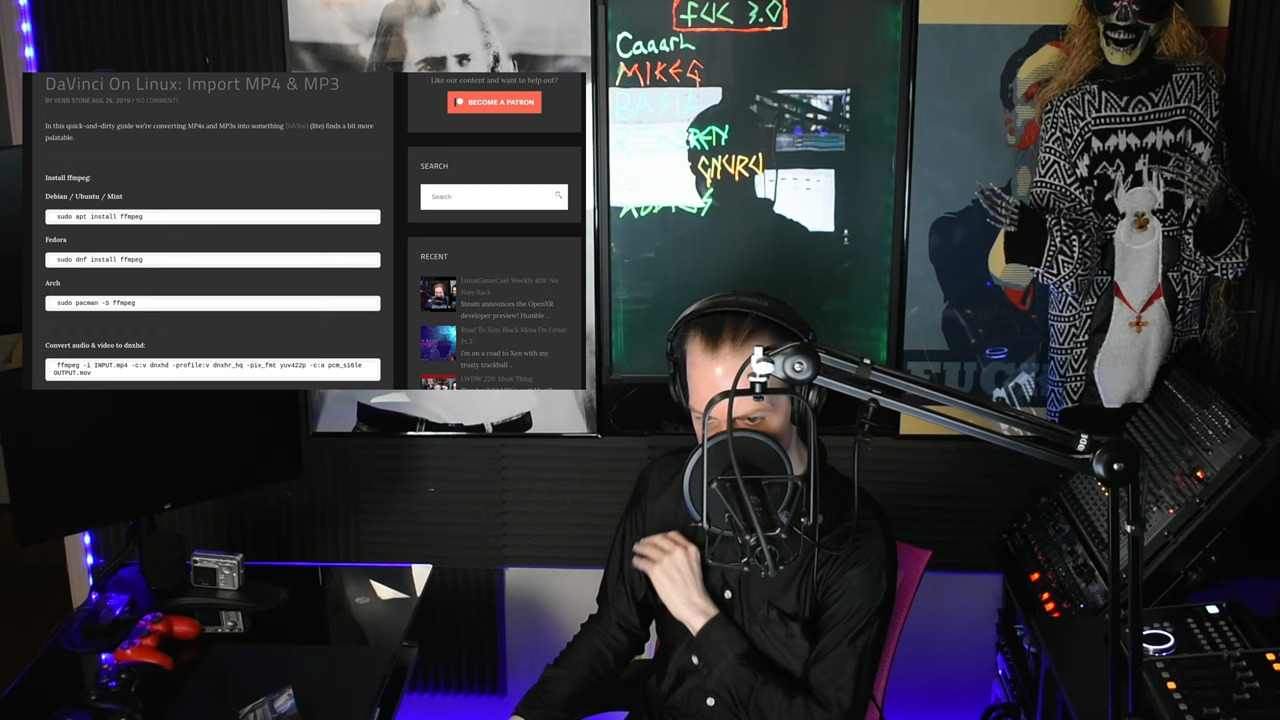 fUC 3.0
Caaarl
MIKEG
GNURU
DaVinci On Linux: Import MP4 & MP3
BY VENN STONE AUG 26, 2019 / NO COMMENTS
In this quick-and-dirty guide we're converting MP4s and MP3s into something DaVinci (lite) finds a bit more
palatable.
Install ffmpeg:
Debian / Ubuntu / Mint
sudo apt install ffmpeg
Fedora
sudo dnf install ffmpeg
Arch
sudo pacman -S ffmpeg
Convert audio & video to dnxhd:
ffmpeg -i INPUT.mp4 -c:v dnxhd -profile:v dnxhr_hq -pix_fmt yuv422p -c:a pcm_s16le
OUTPUT.mov
Like our content and want to help out?
BECOME A PATRON
SEARCH
Search
RECENT
LinuxGameCast Weekly 408: No
Non-Sack
Steam announces the OpenXR
developer preview! Humble ..
Road To Xen: Black Mesa On Linux
Pt:3
I'm on a road to Xen with my
trosty trackball ..
LWDW 226: Meat Thing